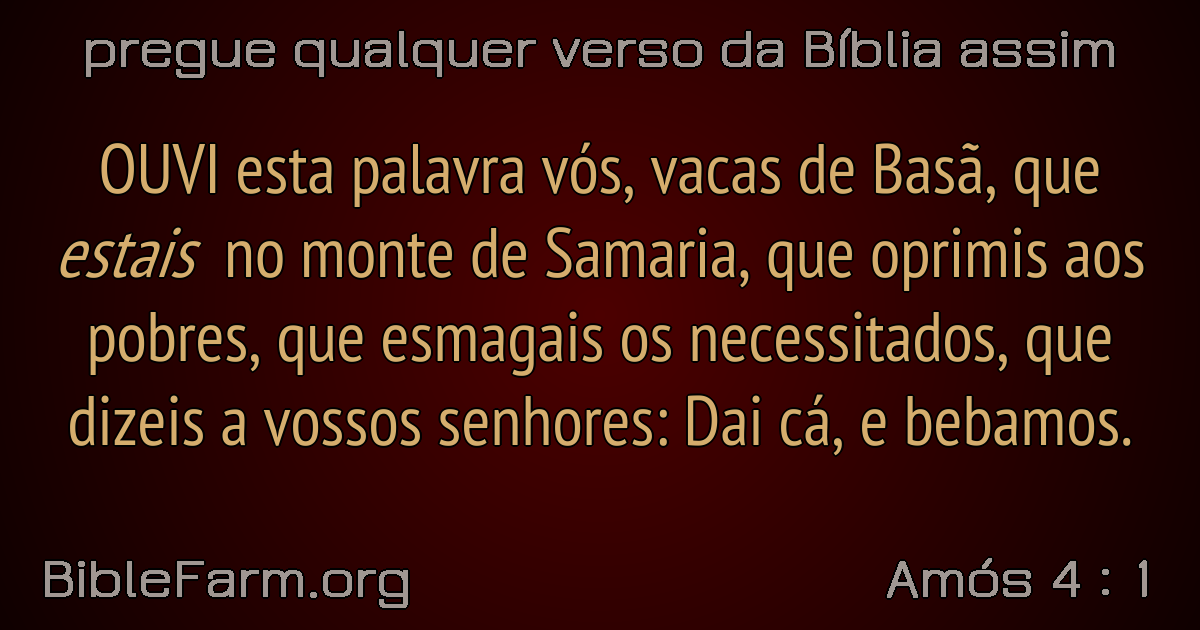 pregue qualquer verso da Bíblia assim
OUVI esta palavra vós, vacas de Basã, que
estais no monte de Samaria, que oprimis aos
pobres, que esmagais os necessitados, que
dizeis a vossos senhores: Dai cá, e bebamos.
BibleFarm.org
Amós 4 : 1